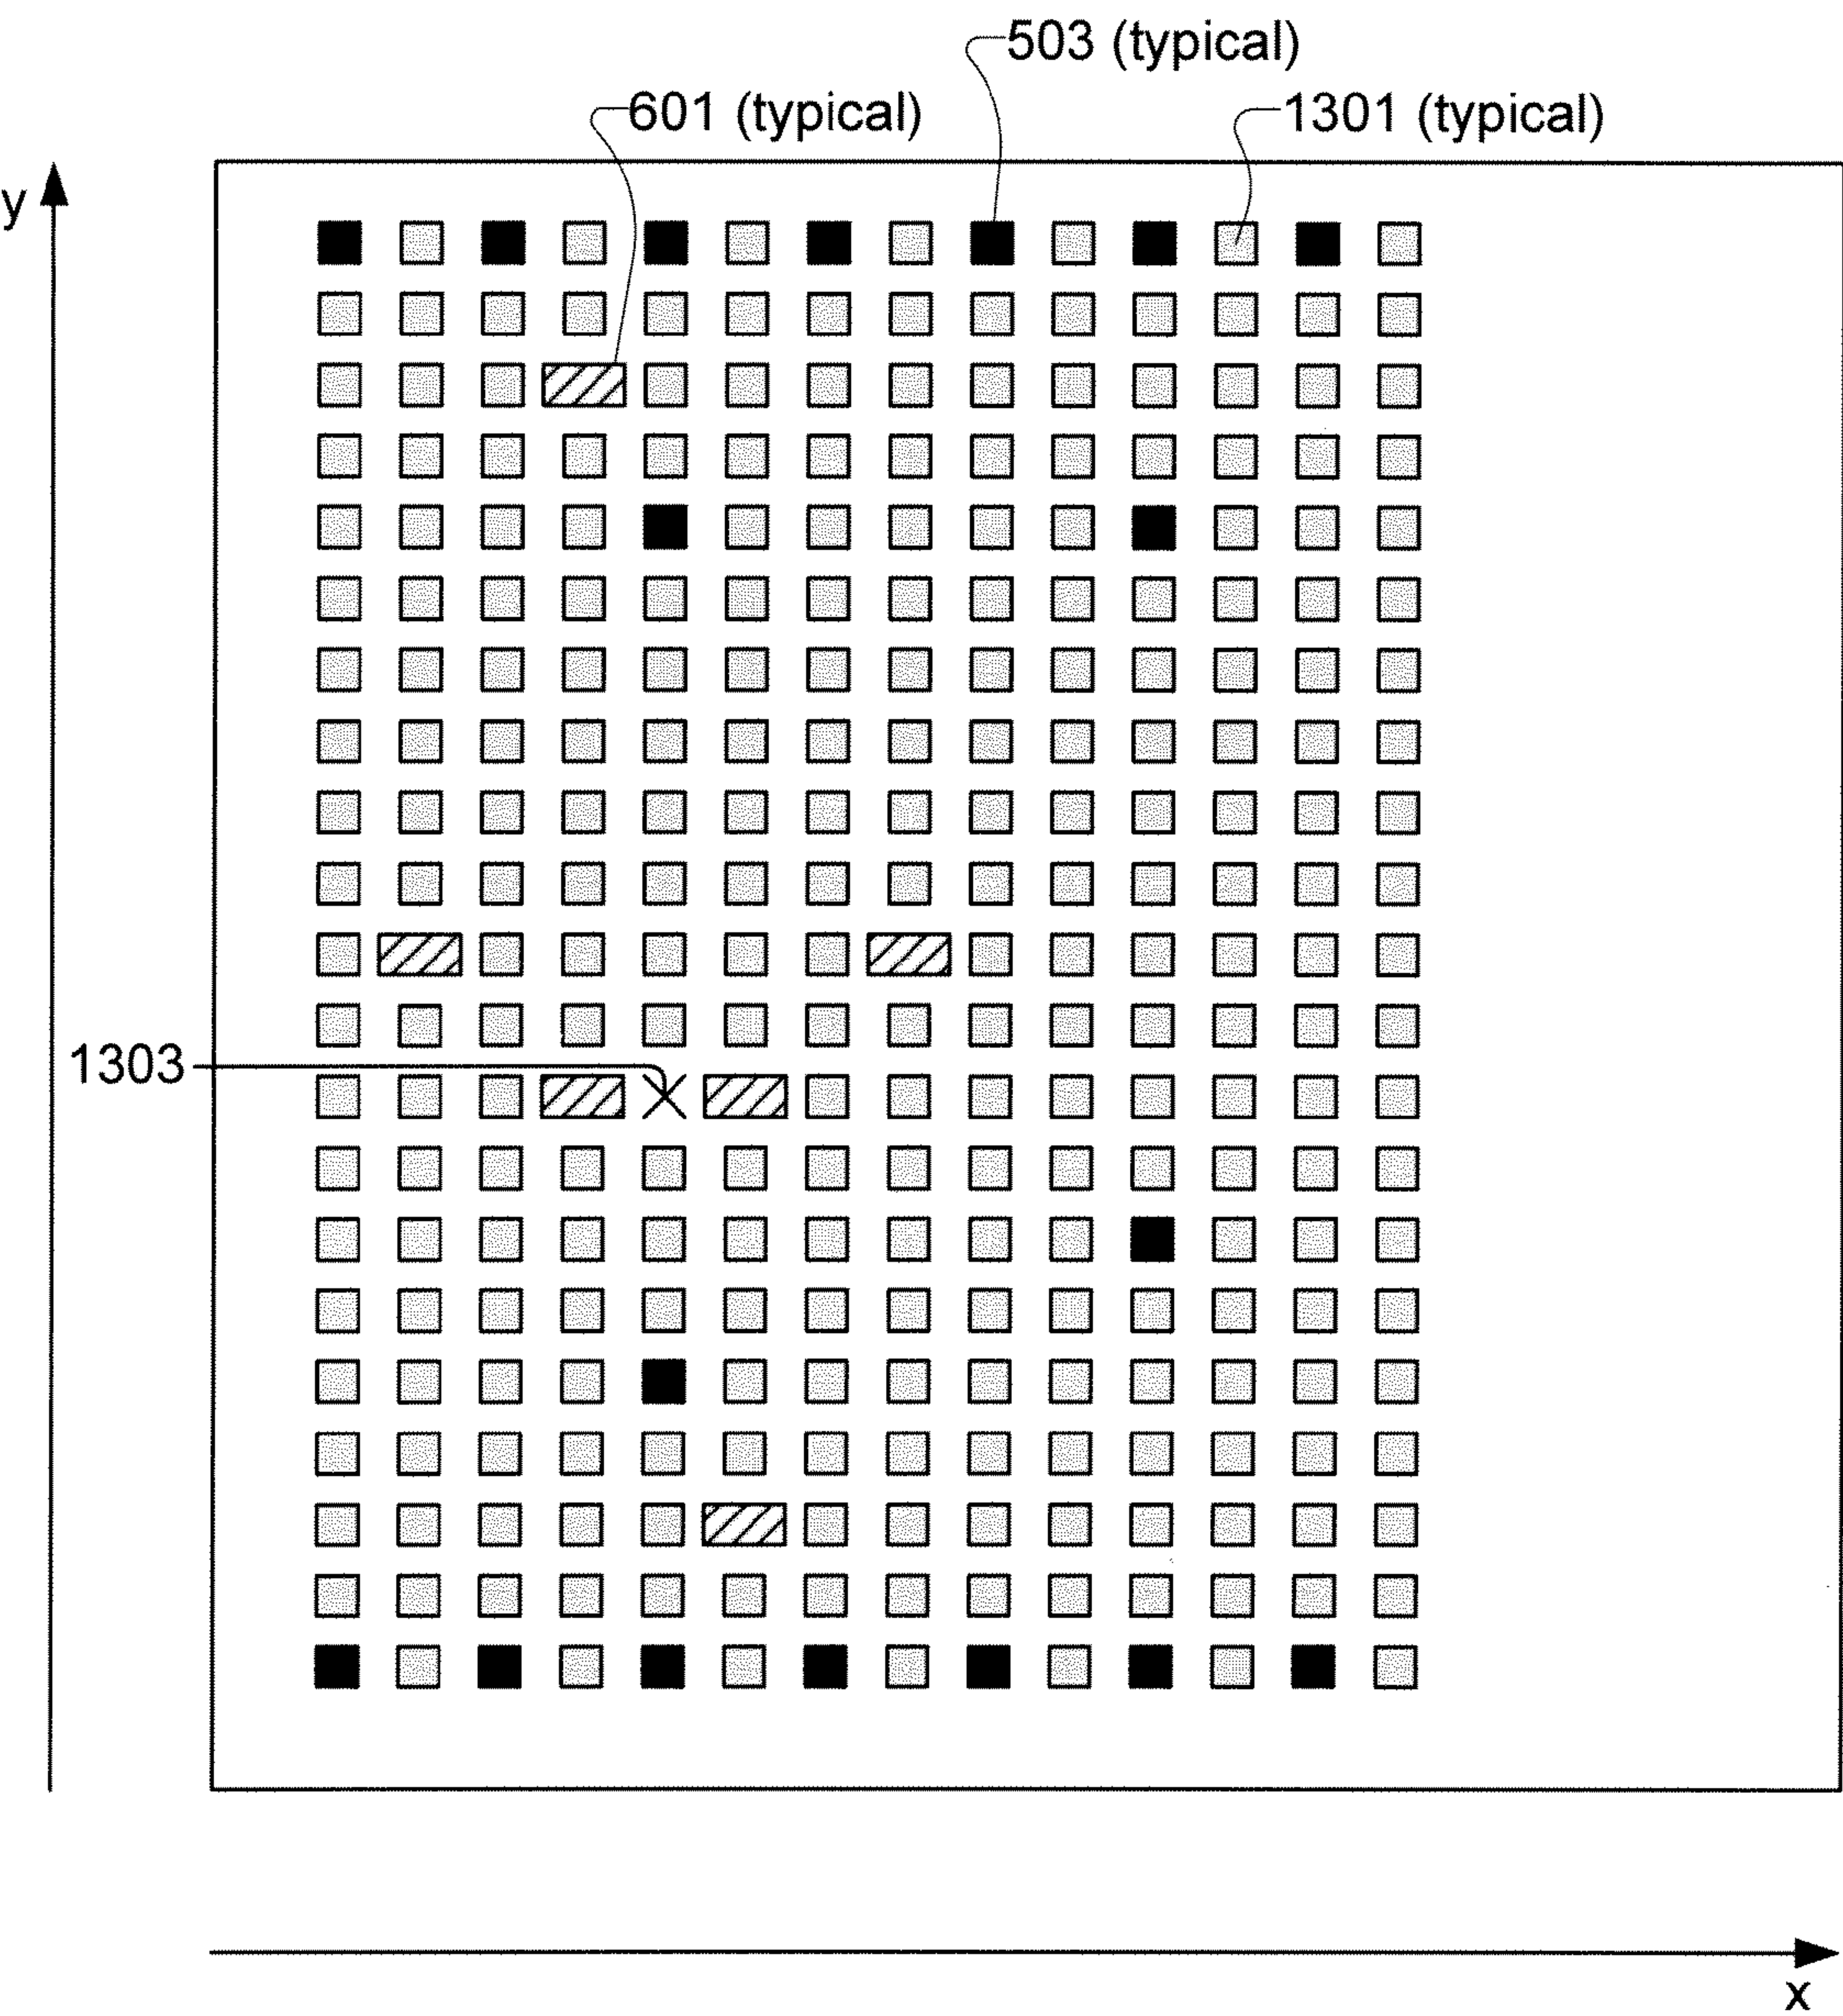 503 (typical)
601 (typical)
1301 (typical)
y
1303
x